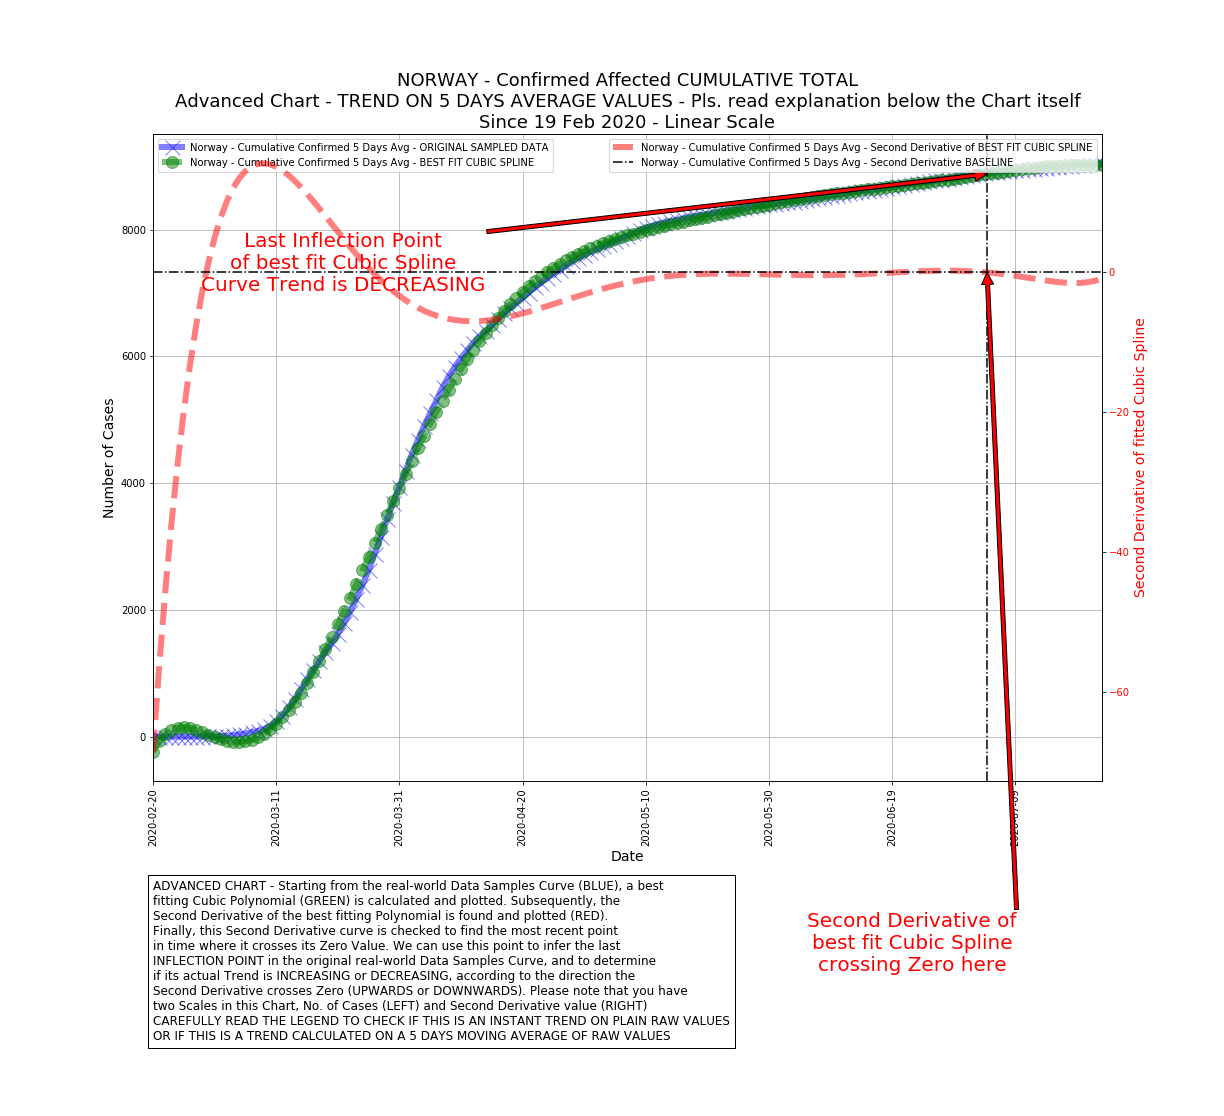 NORWAY - Confirmed Affected CUMULATIVE TOTAL
Advanced Chart - TREND ON 5 DAYS AVERAGE VALUES - Pls. read explanation below the Chart itself
Since 19 Feb 2020 - Linear Scale
Norway - Cumulative Confirmed 5 Days Avg - ORIGINAL SAMPLED DATA
Norway - Cumulative Confirmed 5 Days Avg - BEST FIT CUBIC SPLINE
Norway - Cumulative Confirmed 5 Days Avg - Second Derivative of BEST FIT CUBIC SPLINE
Norway - Cumulative Confirmed 5 Days Avg - Second Derivative BASELINE
Last Inflection Point
of best fit Cubic Spline
Curve Trend is DECREASING
8000
6000
4000
2000
0
Number of Cases
0
−20
−40
−60
Second Derivative of fitted Cubic Spline
2020-02-20
2020-03-11
2020-03-31
2020-04-20
2020-05-10
2020-05-30
2020-06-19
2020-07-09
Date
Second Derivative of
best fit Cubic Spline
crossing Zero here
ADVANCED CHART - Starting from the real-world Data Samples Curve (BLUE), a best
fitting Cubic Polynomial (GREEN) is calculated and plotted. Subsequently, the
Second Derivative of the best fitting Polynomial is found and plotted (RED).
Finally, this Second Derivative curve is checked to find the most recent point
in time where it crosses its Zero Value. We can use this point to infer the last
INFLECTION POINT in the original real-world Data Samples Curve, and to determine
if its actual Trend is INCREASING or DECREASING, according to the direction the
Second Derivative crosses Zero (UPWARDS or DOWNWARDS). Please note that you have
two Scales in this Chart, No. of Cases (LEFT) and Second Derivative value (RIGHT)
CAREFULLY READ THE LEGEND TO CHECK IF THIS IS AN INSTANT TREND ON PLAIN RAW VALUES
OR IF THIS IS A TREND CALCULATED ON A 5 DAYS MOVING AVERAGE OF RAW VALUES